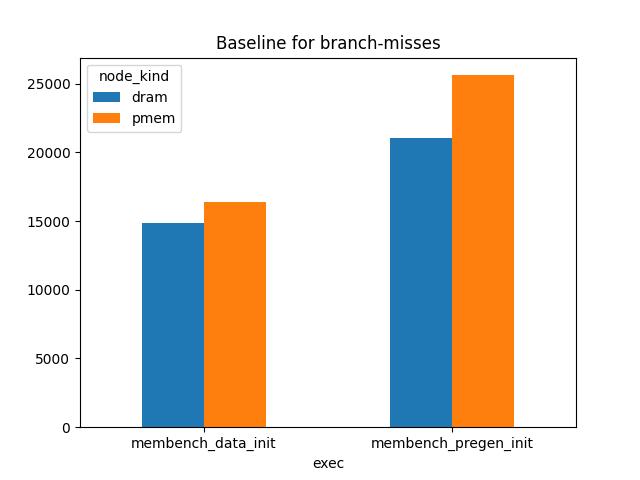 Baseline for branch-misses
node_kind
dram
pmem
25000
20000
15000
10000
5000
0
membench_data_init membench_pregen_init
exec